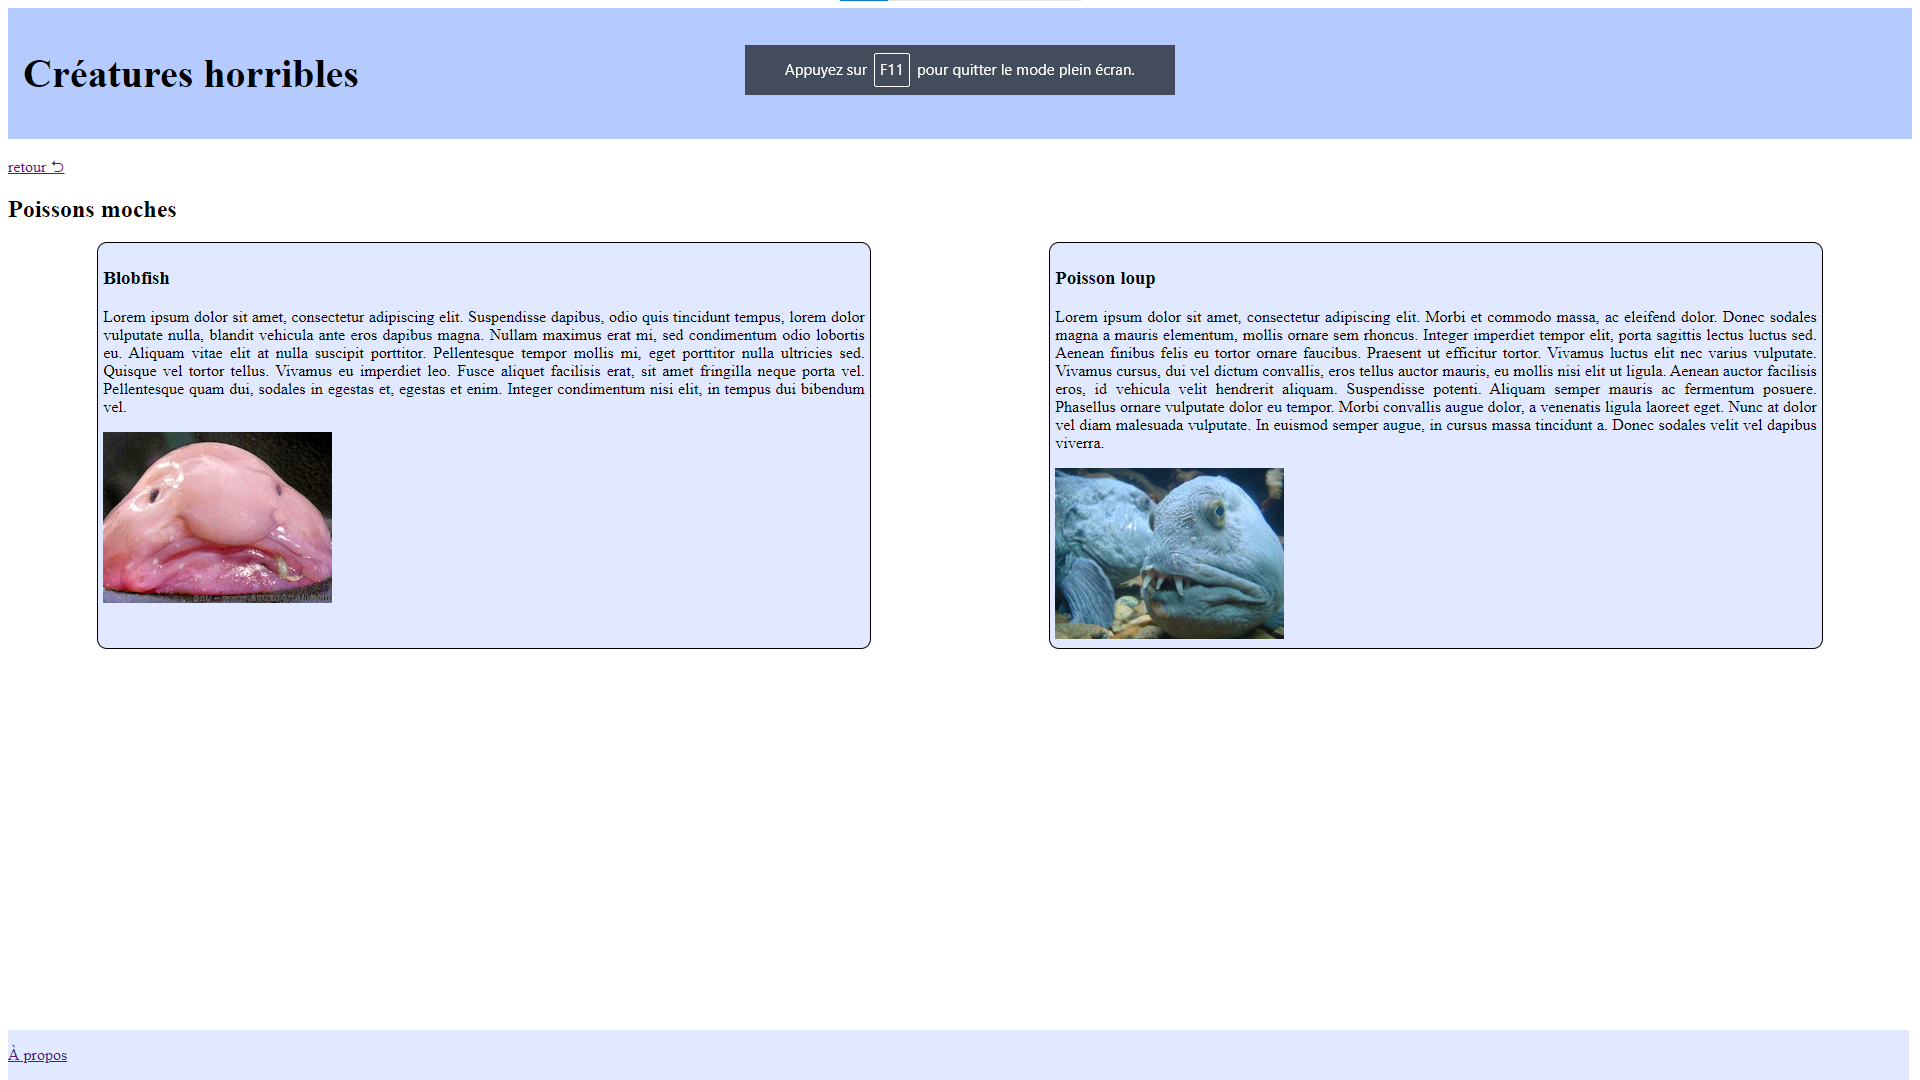 Créatures horribles
Appuyez sur F11 pour quitter le mode plein écran.
retour ⮌
Poissons moches
Blobfish
Lorem ipsum dolor sit amet, consectetur adipiscing elit. Suspendisse dapibus, odio quis tincidunt tempus, lorem dolor
vulputate nulla, blandit vehicula ante eros dapibus magna. Nullam maximus erat mi, sed condimentum odio lobortis
eu. Aliquam vitae elit at nulla suscipit porttitor. Pellentesque tempor mollis mi, eget porttitor nulla ultricies sed.
Quisque vel tortor tellus. Vivamus eu imperdiet leo. Fusce aliquet facilisis erat, sit amet fringilla neque porta vel.
Pellentesque quam dui, sodales in egestas et, egestas et enim. Integer condimentum nisi elit, in tempus dui bibendum
vel.
Poisson loup
Lorem ipsum dolor sit amet, consectetur adipiscing elit. Morbi et commodo massa, ac eleifend dolor. Donec sodales
magna a mauris elementum, mollis ornare sem rhoncus. Integer imperdiet tempor elit, porta sagittis lectus luctus sed.
Aenean finibus felis eu tortor ornare faucibus. Praesent ut efficitur tortor. Vivamus luctus elit nec varius vulputate.
Vivamus cursus, dui vel dictum convallis, eros tellus auctor mauris, eu mollis nisi elit ut ligula. Aenean auctor facilisis
eros, id vehicula velit hendrerit aliquam. Suspendisse potenti. Aliquam semper mauris ac fermentum posuere.
Phasellus ornare vulputate dolor eu tempor. Morbi convallis augue dolor, a venenatis ligula laoreet eget. Nunc at dolor
vel diam malesuada vulputate. In euismod semper augue, in cursus massa tincidunt a. Donec sodales velit vel dapibus
viverra.
À propos